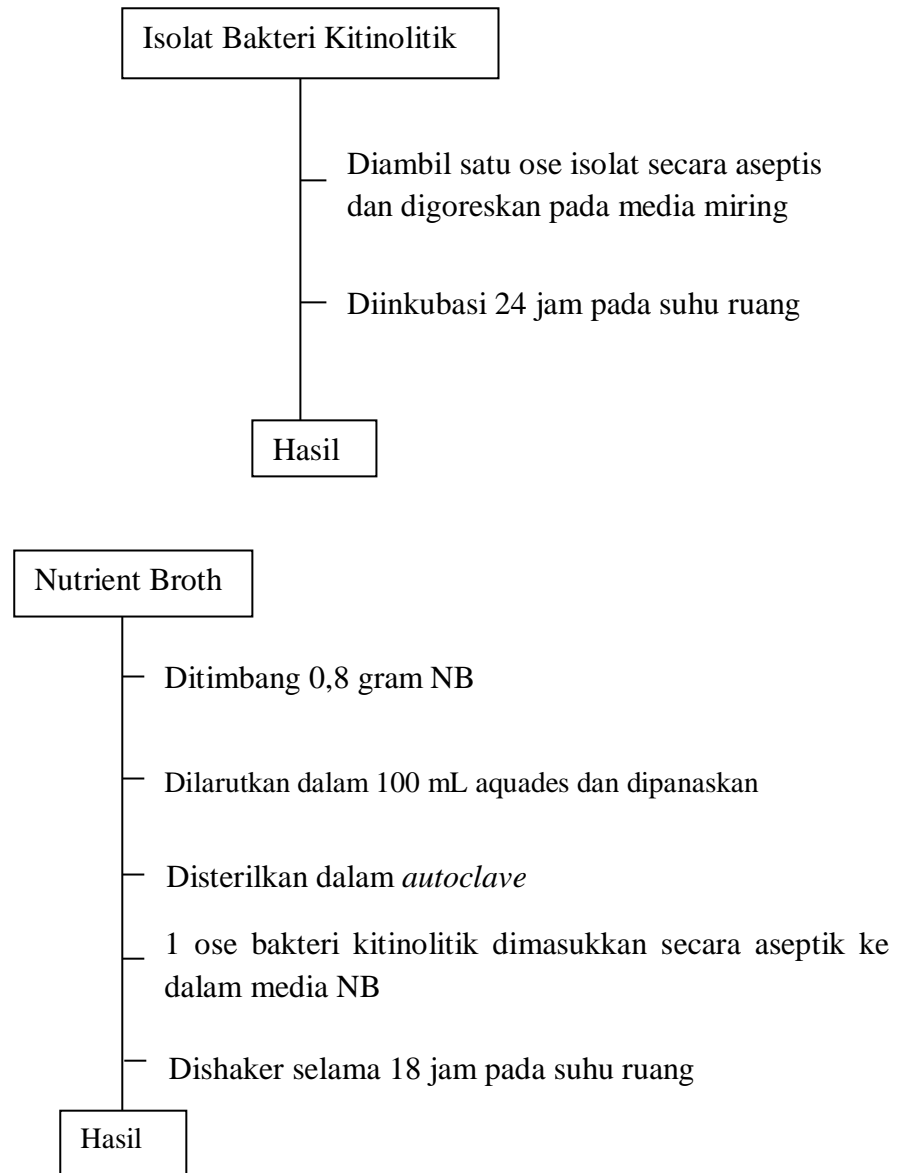 Isolat Bakteri Kitinolitik
Diambil satu ose isolat secara aseptis
dan digoreskan pada media miring
Diinkubasi 24 jam pada suhu ruang
Hasil
Nutrient Broth
Ditimbang 0,8 gram NB
Dilarutkan dalam 100 mL aquades dan dipanaskan
Disterilkan dalam autoclave
1 ose bakteri kitinolitik dimasukkan secara aseptik ke
dalam media NB
Dishaker selama 18 jam pada suhu ruang
Hasil